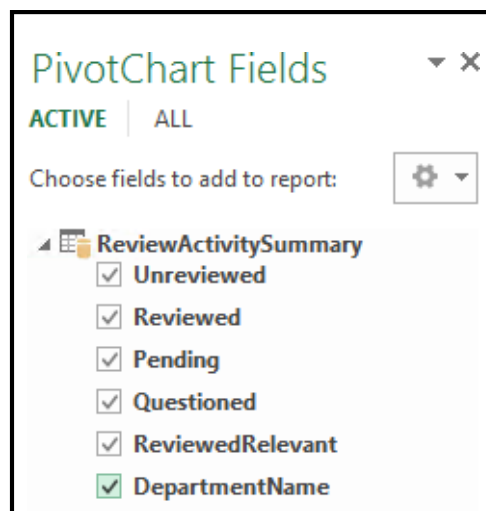 PivotChart Fields
ACTIVE ALL
Choose fields to add to report:
ReviewActivitySummary
Unreviewed
Reviewed
Pending
Questioned
ReviewedRelevant
DepartmentName